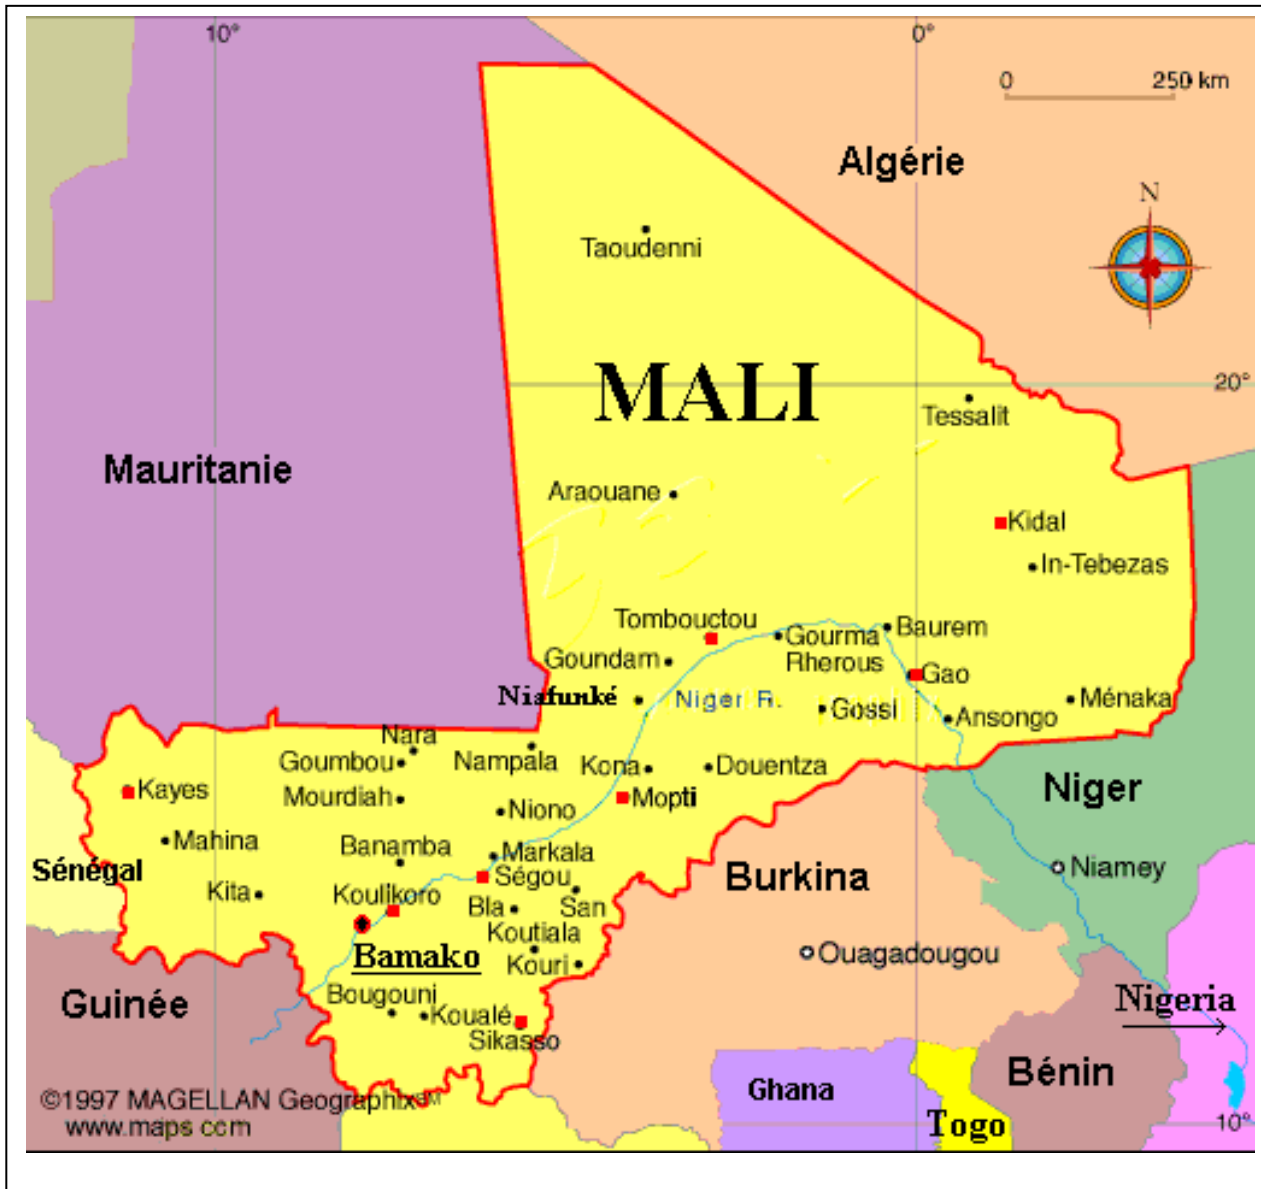 10°
0°
0 250 km
Algérie
N
Taoudenni
MALI
20°
Tessalit
Mauritanie
Araouane
Kidal
In-Tebezas
Tombouctou
Gourma
Rherous
Baurem
Goundam
Gao
Niafunké
Niger R.
Gossi
Ansongo
Ménaka
Nara
Goumbou
Nampala
Kona
Douentza
Kayes
Mourdiah
Niono
Mopti
Niger
Mahina
Banamba
Markala
Sénégal
Ségou
Burkina
Niamey
Kita
Koulikoro
Bla
San
Koutiala
Bamako
Kouri
Ouagadougou
Guinée
Bougouni
Koualé
Sikasso
Nigeria
Bénin
Ghana
Togo
©1997 MAGELLAN Geographix℠
www.maps.com
10°